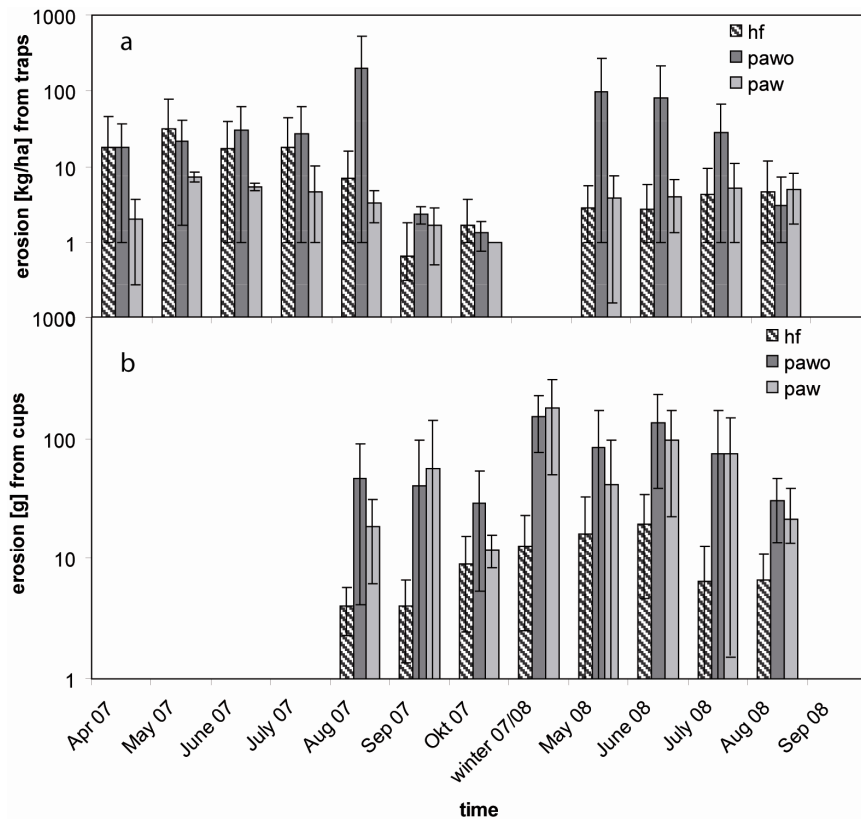 a
hf
pawo
paw
erosion [kg/ha] from traps
1000
100
10
1
0
b
hf
pawo
paw
erosion [g] from cups
1000
100
10
1
Apr 07
May 07
June 07
July 07
Aug 07
Sep 07
Okt 07
winter 07/08
May 08
June 08
July 08
Aug 08
Sep 08
time